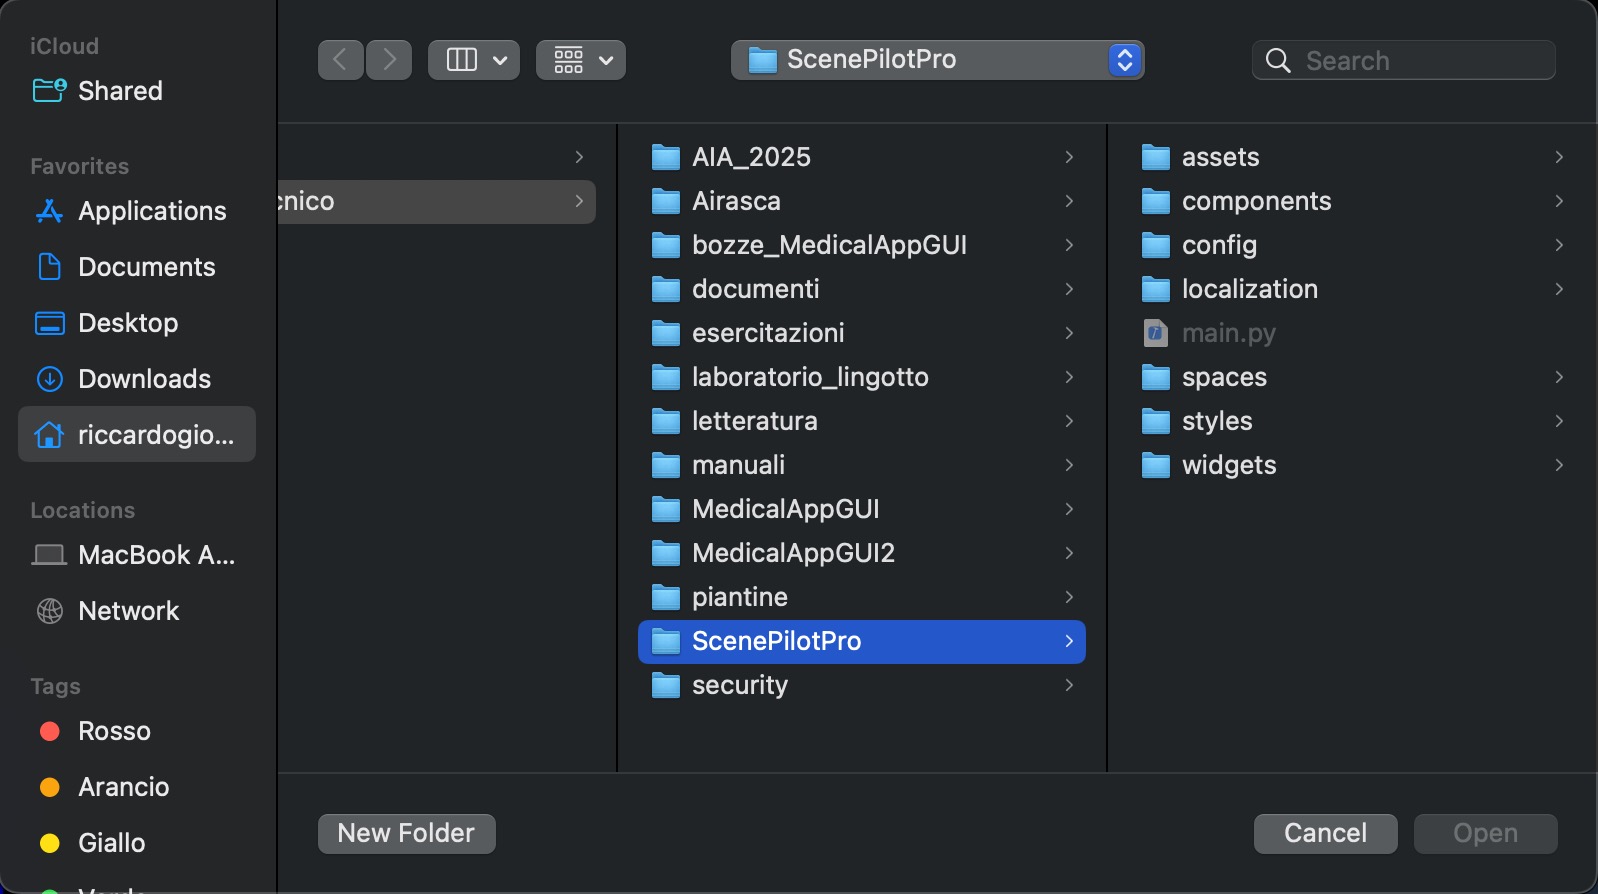 iCloud
Shared
Favorites
Applications
Documents
Desktop
Downloads
riccardogio...
Locations
MacBook A...
Network
Tags
Rosso
Arancio
Giallo
ScenePilotPro
Search
cnico
AIA_2025
Airasca
bozze_MedicalAppGUI
documenti
esercitazioni
laboratorio_lingotto
letteratura
manuali
MedicalAppGUI
MedicalAppGUI2
piantine
ScenePilotPro
security
assets
components
config
localization
main.py
spaces
styles
widgets
New Folder
Cancel
Open